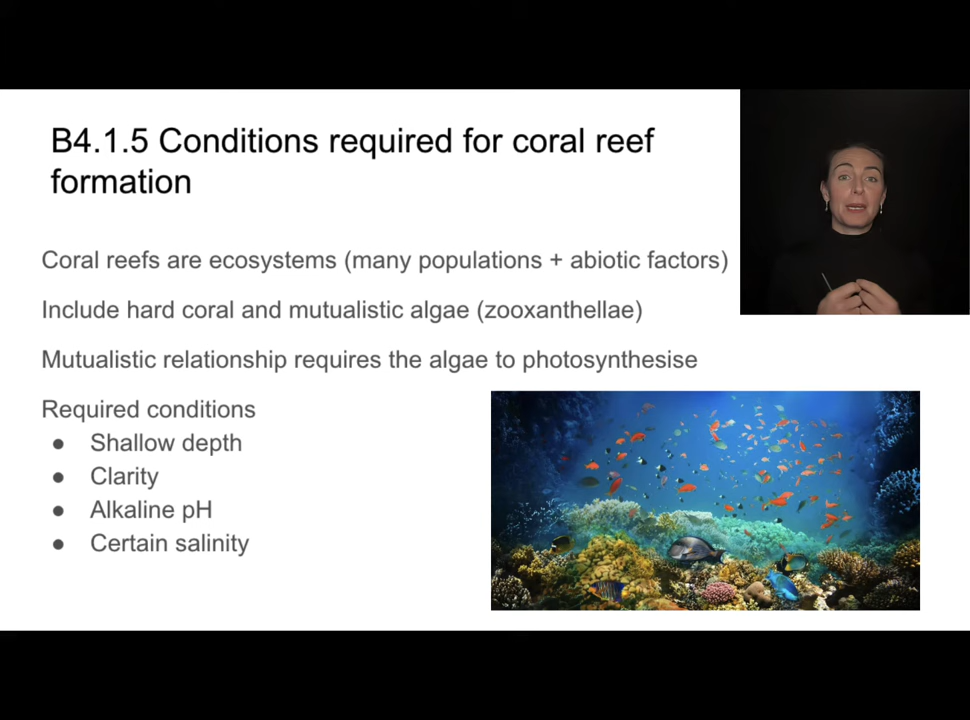 B4.1.5 Conditions required for coral reef
formation
Coral reefs are ecosystems (many populations + abiotic factors)
Include hard coral and mutualistic algae (zooxanthellae)
Mutualistic relationship requires the algae to photosynthesise
Required conditions
● Shallow depth
● Clarity
● Alkaline pH
● Certain salinity